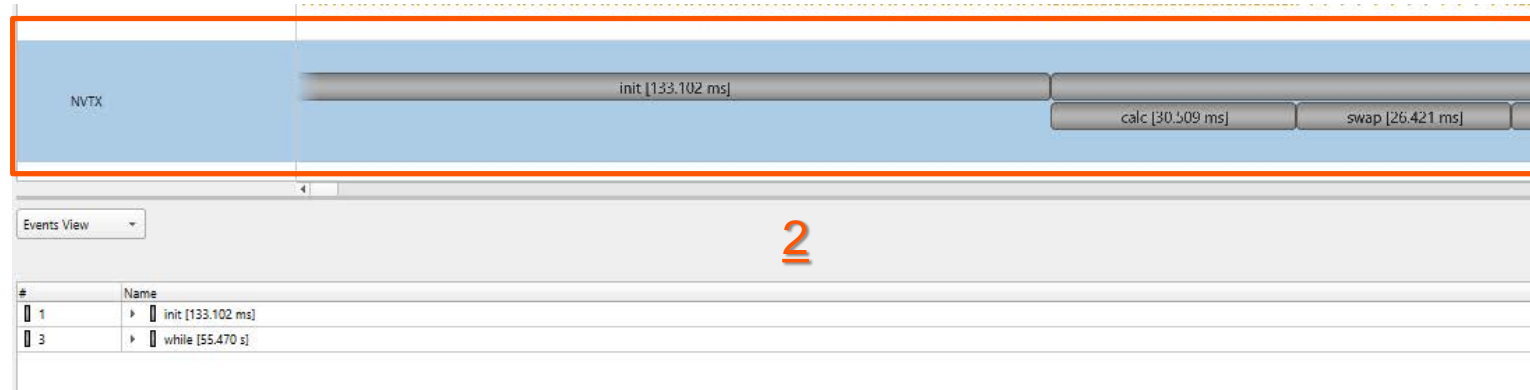 NVTX
init [133.102 ms]
calc [30.509 ms]
swap [26.421 ms]
Events View
2
# Name
1 init [133.102 ms]
3 while [55.470 s]